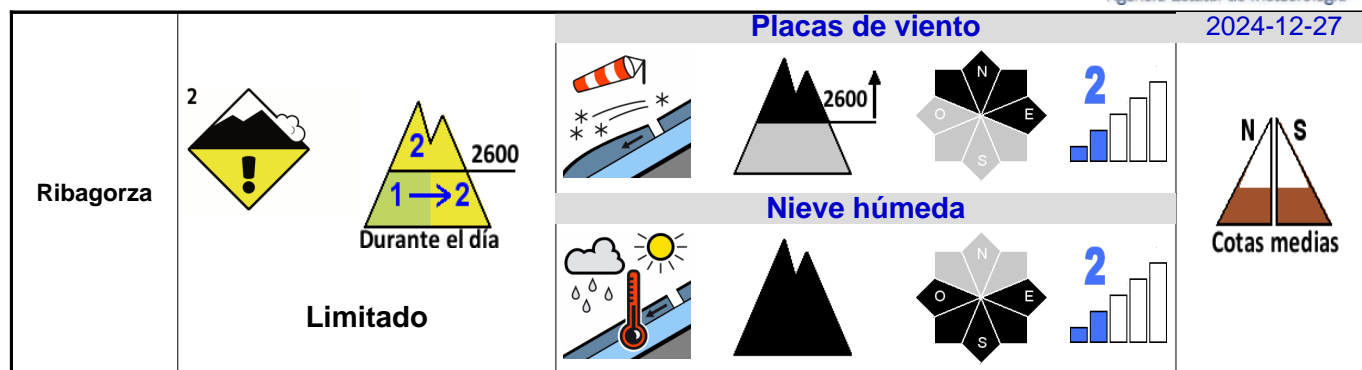 Placas de viento
2024-12-27
2
2
2600
1 → 2
Durante el día
Limitado
Ribagorza
2600
N
O
E
S
2
Nieve húmeda
N
O
E
S
2
N
S
Cotas medias